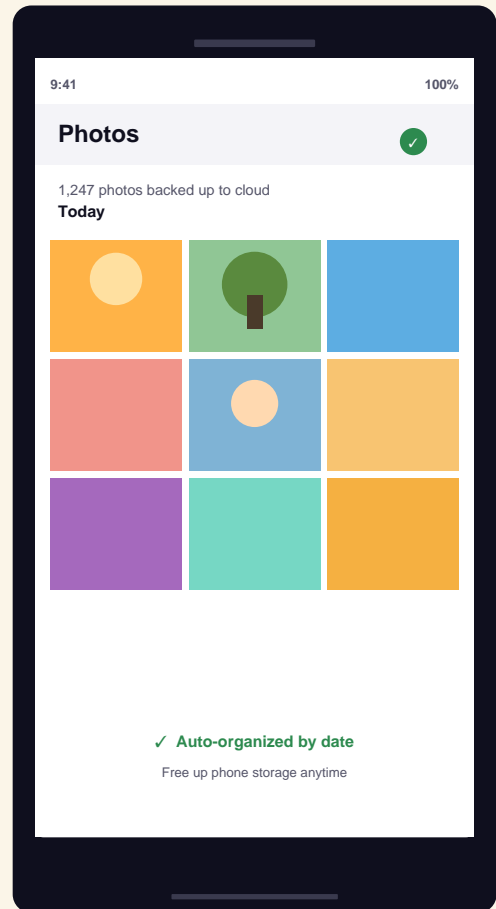 9:41 100%
Photos
✓
1,247 photos backed up to cloud
Today
✓ Auto-organized by date
Free up phone storage anytime